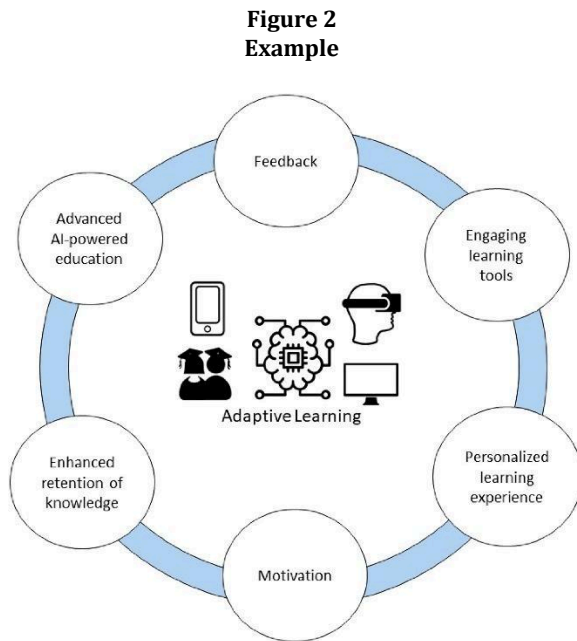 Figure 2
Example
Feedback
Advanced
AI-powered
education
Engaging
learning
tools
Adaptive Learning
Enhanced
retention of
knowledge
Personalized
learning
experience
Motivation